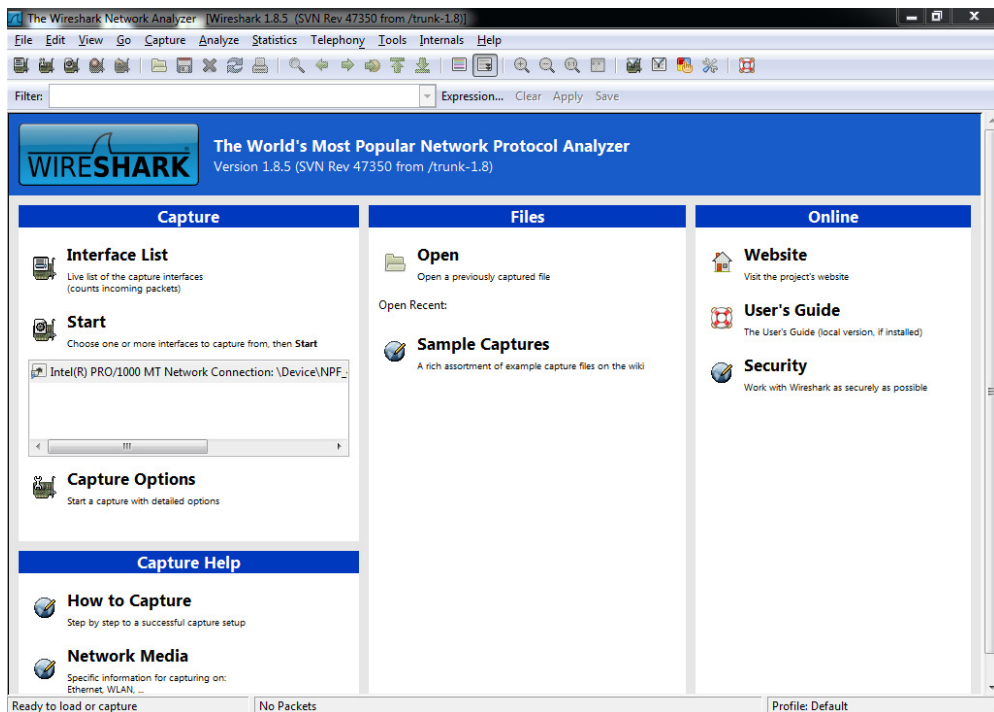 The Wireshark Network Analyzer [Wireshark 1.8.5 (SVN Rev 47350 from /trunk-1.8)]
File Edit View Go Capture Analyze Statistics Telephony Tools Internals Help
Filter: Expression... Clear Apply Save
WIRESHARK
The World's Most Popular Network Protocol Analyzer
Version 1.8.5 (SVN Rev 47350 from /trunk-1.8)
Capture
Interface List
Live list of the capture interfaces
(counts incoming packets)
Start
Choose one or more interfaces to capture from, then Start
Intel(R) PRO/1000 MT Network Connection: \Device\NPF_
Capture Options
Start a capture with detailed options
Capture Help
How to Capture
Step by step to a successful capture setup
Network Media
Specific information for capturing on:
Ethernet, WLAN, ...
Files
Open
Open a previously captured file
Open Recent:
Sample Captures
A rich assortment of example capture files on the wiki
Online
Website
Visit the project's website
User's Guide
The User's Guide (local version, if installed)
Security
Work with Wireshark as securely as possible
Ready to load or capture
No Packets
Profile: Default